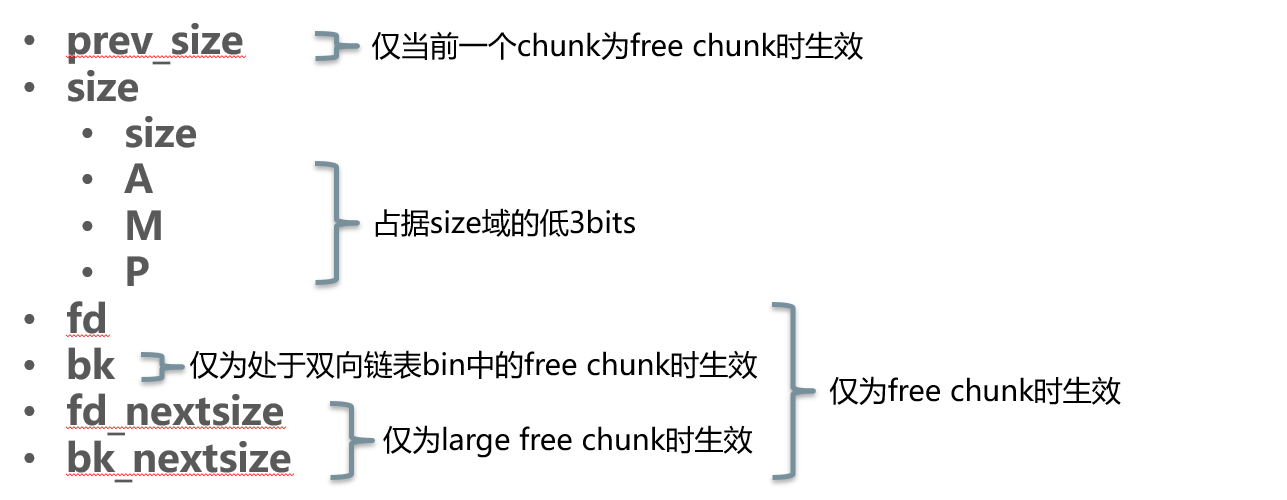 • prev_size 仅当前一个chunk为free chunk时生效
• size
• size
• A
• M 占据size域的低3bits
• P
• fd
• bk 仅为处于双向链表bin中的free chunk时生效
仅为free chunk时生效
• fd_nextsize
仅为large free chunk时生效
• bk_nextsize